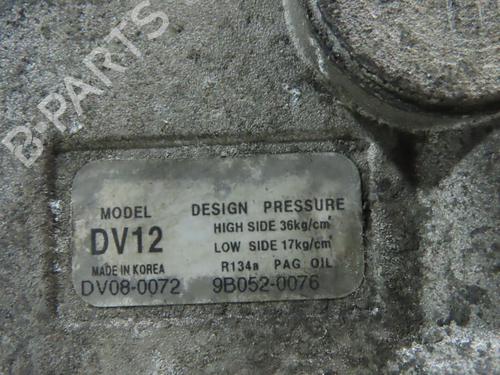 B-PARTS
MODEL DESIGN PRESSURE
DV12 HIGH SIDE 36kg/cm²
LOW SIDE 17kg/cm²
MADE IN KOREA R134a PAG OIL
DV08-0072 9B052-0076